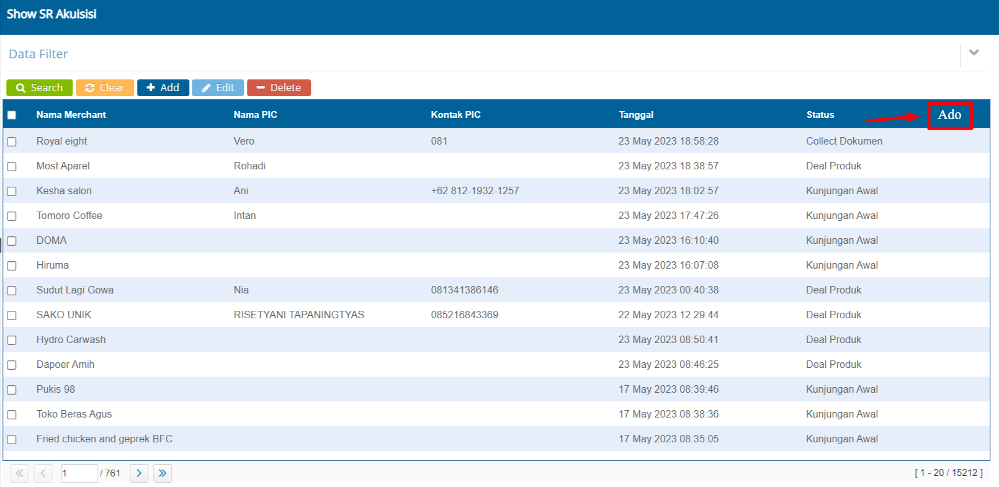 Show SR Akuisisi
Data Filter
Search Clear Add Edit Delete
Nama Merchant Nama PIC Kontak PIC Tanggal Status Ado
Royal eight Vero 081 23 May 2023 18:58:28 Collect Dokumen
Most Aparel Rohadi 23 May 2023 18:38:57 Deal Produk
Kesha salon Ani +62 812-1932-1257 23 May 2023 18:02:57 Kunjungan Awal
Tomoro Coffee Intan 23 May 2023 17:47:26 Kunjungan Awal
DOMA 23 May 2023 16:10:40 Kunjungan Awal
Hiruma 23 May 2023 16:07:08 Kunjungan Awal
Sudut Lagi Gowa Nia 081341386146 23 May 2023 00:40:38 Deal Produk
SAKO UNIK RISETYANI TAPANINGTYAS 085216843369 22 May 2023 12:29:44 Deal Produk
Hydro Carwash 23 May 2023 08:50:41 Deal Produk
Dapoer Amih 23 May 2023 08:46:25 Deal Produk
Pukis 98 17 May 2023 08:39:46 Kunjungan Awal
Toko Beras Agus 17 May 2023 08:38:36 Kunjungan Awal
Fried chicken and geprek BFC 17 May 2023 08:35:05 Kunjungan Awal
1 / 761 [ 1 - 20 / 15212 ]